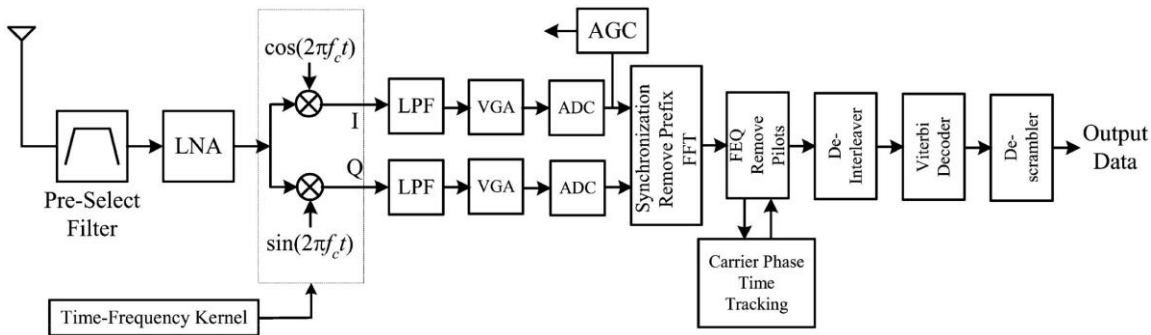 Pre-Select
Filter
LNA
cos(2πf_ct)
I
Q
sin(2πf_ct)
Time-Frequency Kernel
LPF
VGA
ADC
AGC
LPF
VGA
ADC
Synchronization
Remove Prefix
FFT
FEQ
Remove
Pilots
Carrier Phase
Time
Tracking
De-
Interleaver
Viterbi
Decoder
De-
scrambler
Output
Data